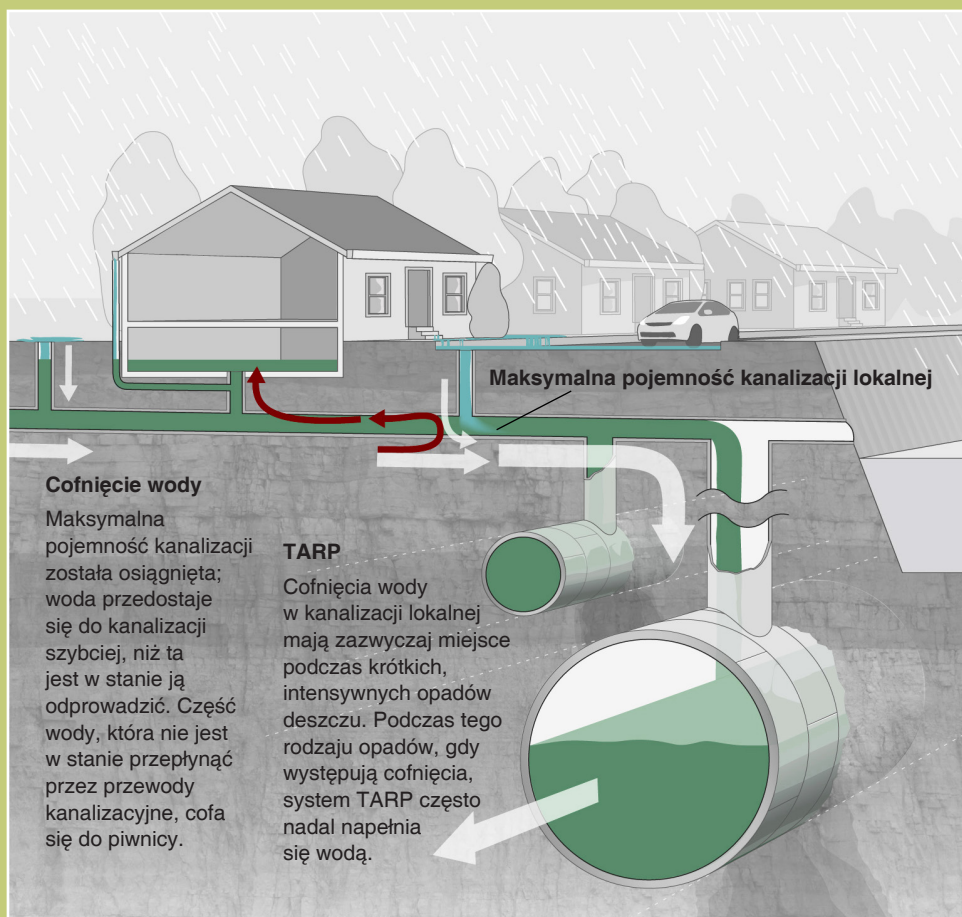 Maksymalna pojemność kanalizacji lokalnej
Cofnięcie wody
Maksymalna
pojemność kanalizacji
została osiągnięta;
woda przedostaje
się do kanalizacji
szybciej, niż ta
jest w stanie ją
odprowadzić. Część
wody, która nie jest
w stanie przepłynąć
przez przewody
kanalizacyjne, cofa
się do piwnicy.
TARP
Cofnięcia wody
w kanalizacji lokalnej
mają zazwyczaj miejsce
podczas krótkich,
intensywnych opadów
deszczu. Podczas tego
rodzaju opadów, gdy
występują cofnięcia,
system TARP często
nadal napełnia
się wodą.